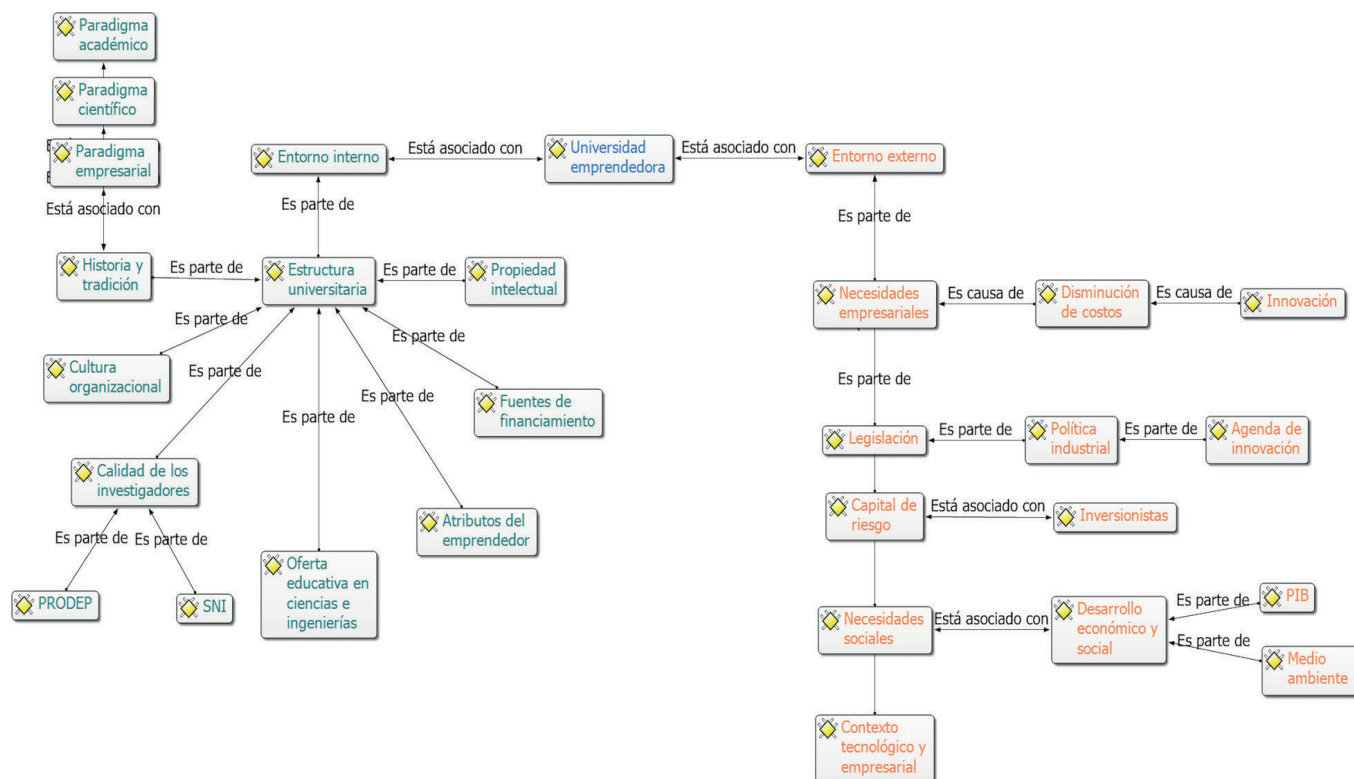 Paradigma
académico
Paradigma
científico
Paradigma
empresarial
Está asociado con
Historia y
tradición
Entorno interno
Está asociado con
Universidad
emprendedora
Está asociado con
Entorno externo
Es parte de
Es parte de
Estructura
universitaria
Es parte de
Propiedad
intelectual
Es parte de
Cultura
organizacional
Es parte de
Es parte de
Es parte de
Es parte de
Fuentes de
financiamiento
Es parte de
Calidad de los
investigadores
Es parte de
Es parte de
PRODEP
SNI
Oferta
educativa en
ciencias e
ingenierías
Atributos del
emprendedor
Es parte de
Necesidades
empresariales
Es causa de
Disminución
de costos
Es causa de
Innovación
Es parte de
Legislación
Es parte de
Política
industrial
Es parte de
Agenda de
innovación
Capital de
riesgo
Está asociado con
Inversionistas
Necesidades
sociales
Está asociado con
Desarrollo
económico y
social
Es parte de
PIB
Es parte de
Medio
ambiente
Contexto
tecnológico y
empresarial